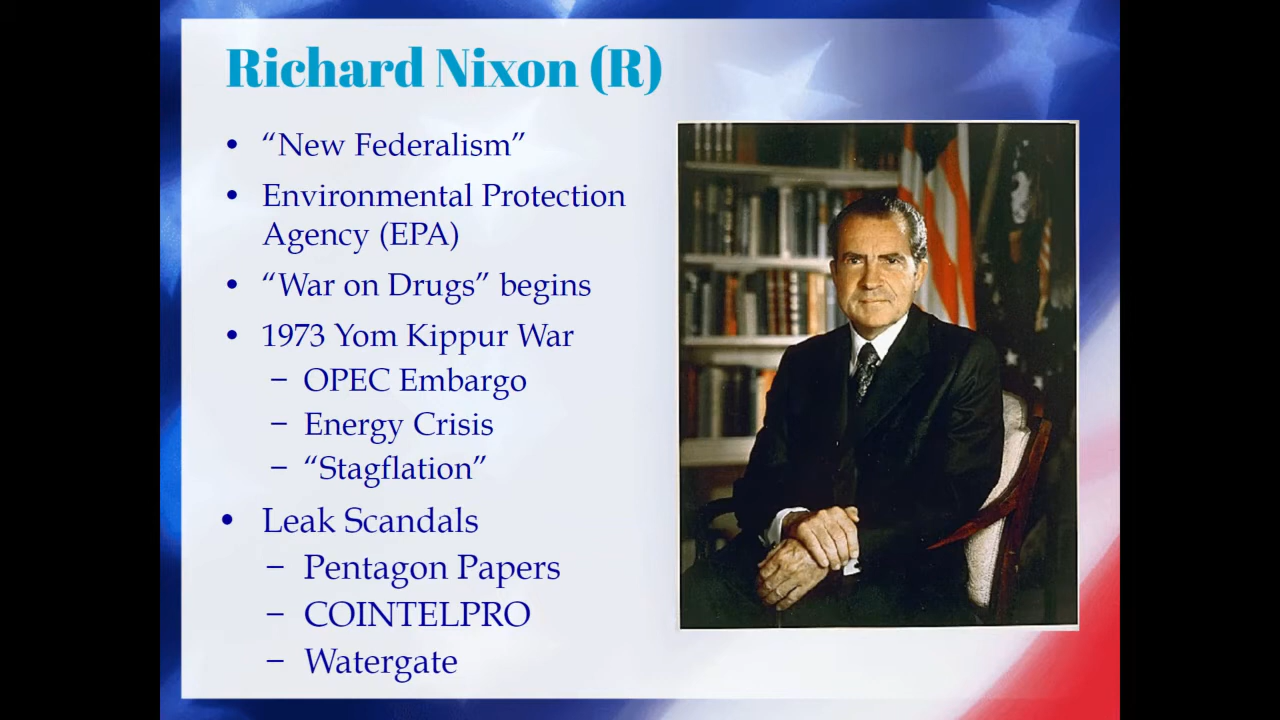 Richard Nixon (R)
• “New Federalism”
• Environmental Protection
Agency (EPA)
• “War on Drugs” begins
• 1973 Yom Kippur War
– OPEC Embargo
– Energy Crisis
– “Stagflation”
• Leak Scandals
– Pentagon Papers
– COINTELPRO
– Watergate